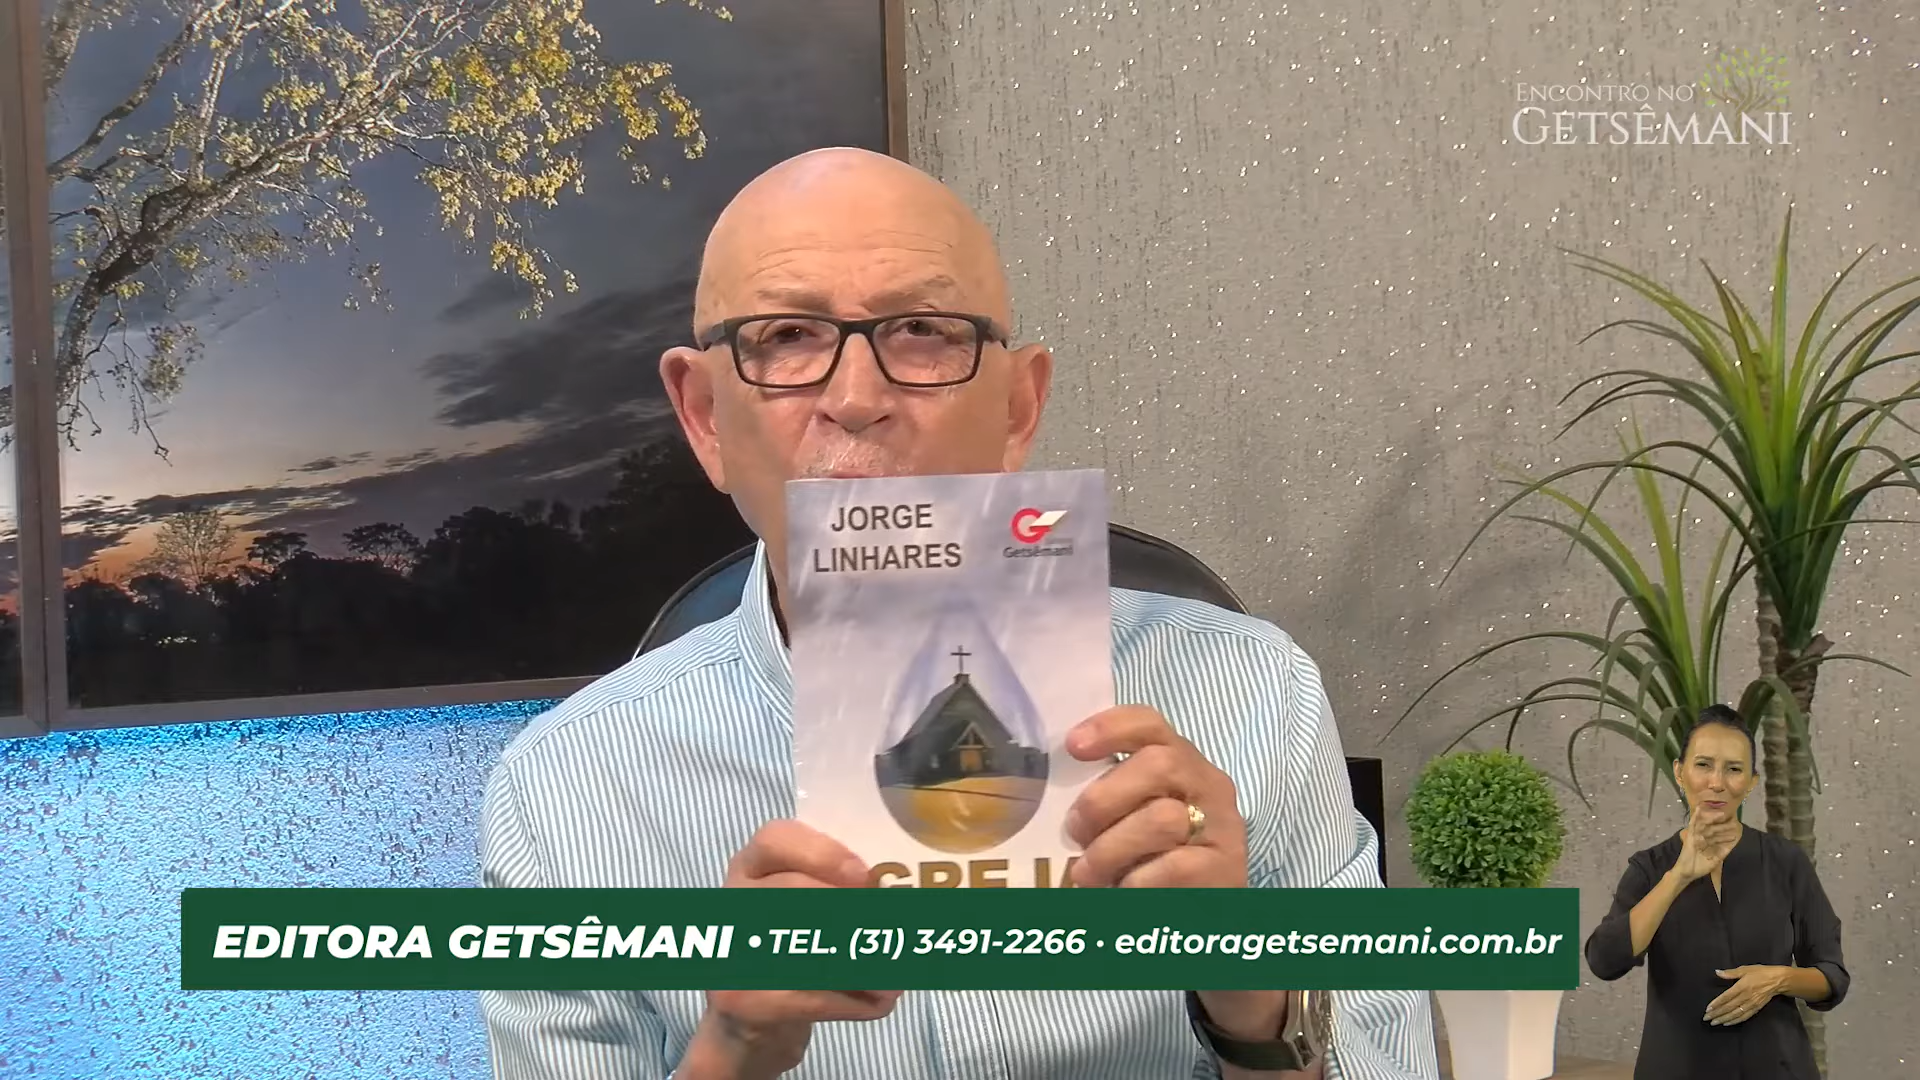 ENCONTRO NO
GETSÊMANI
JORGE
LINHARES
Getsêmani
EDITORA GETSÊMANI • TEL. (31) 3491-2266 · editoragetsemani.com.br